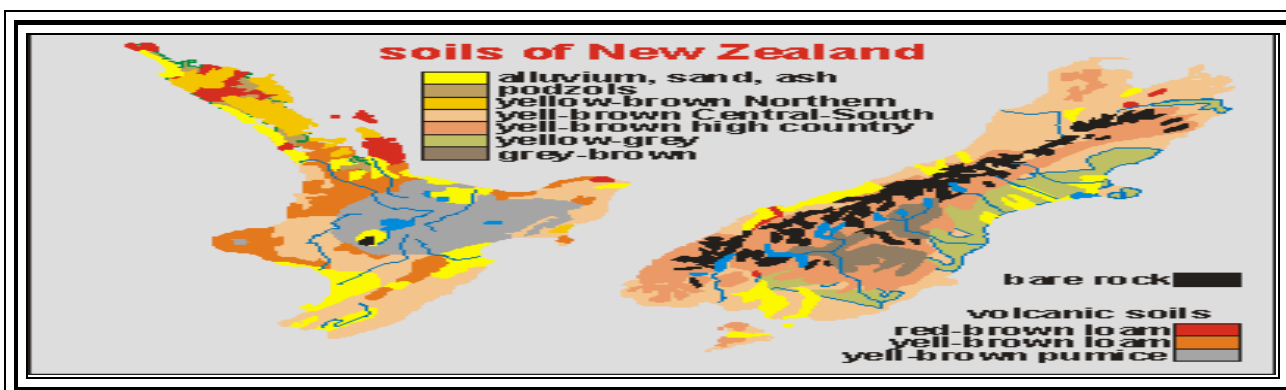 soils of New Zealand
alluvium, sand, ash
podzols
yellow-brown Northern
yell-brown Central-South
yell-brown high country
yellow-grey
grey-brown
bare rock
volcanic soils
red-brown loam
yell-brown loam
yell-brown pumice